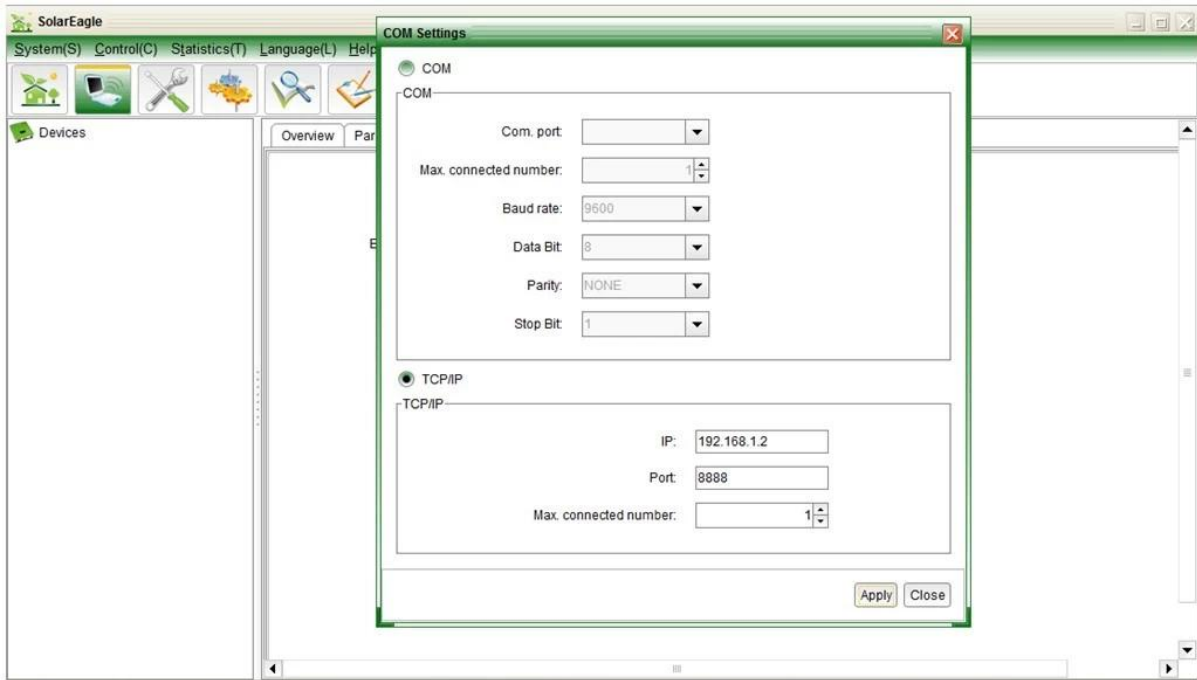 SolarEagle
System(S) Control(C) Statistics(T) Language(L) Help
Devices
Overview Par
E
COM Settings
COM
COM
Com. port:
Max. connected number: 1
Baud rate: 9600
Data Bit: 8
Parity: NONE
Stop Bit: 1
TCP/IP
TCP/IP
IP: 192.168.1.2
Port: 8888
Max. connected number: 1
Apply Close